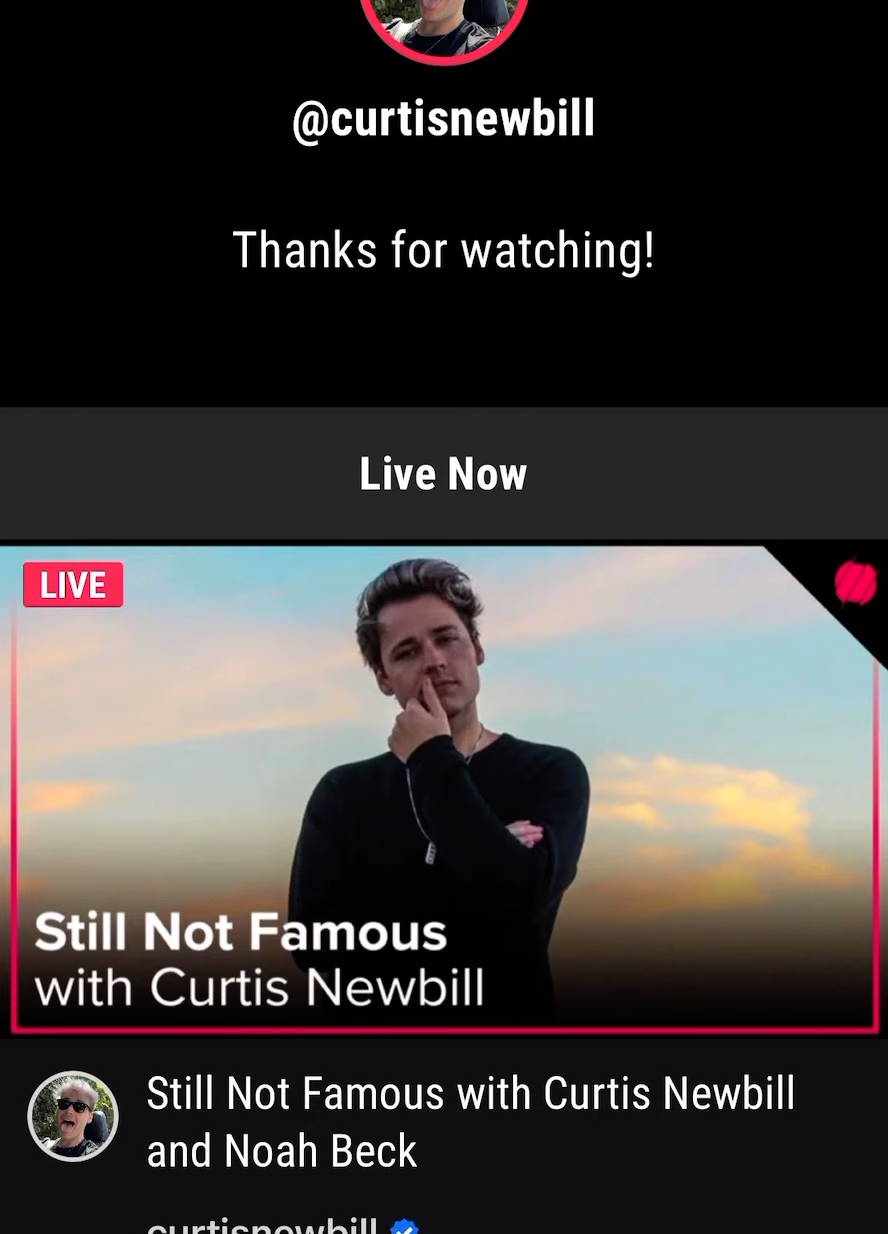 @curtisnewbill
Thanks for watching!
Live Now
LIVE
Still Not Famous
with Curtis Newbill
Still Not Famous with Curtis Newbill
and Noah Beck
curtisnewbill